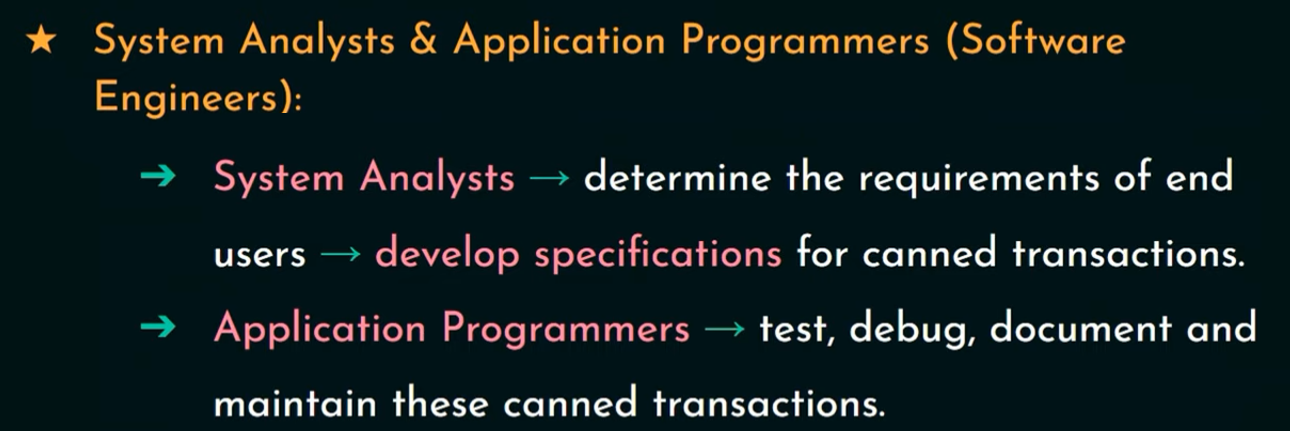 ★ System Analysts & Application Programmers (Software
Engineers):
➔ System Analysts → determine the requirements of end
users → develop specifications for canned transactions.
➔ Application Programmers → test, debug, document and
maintain these canned transactions.